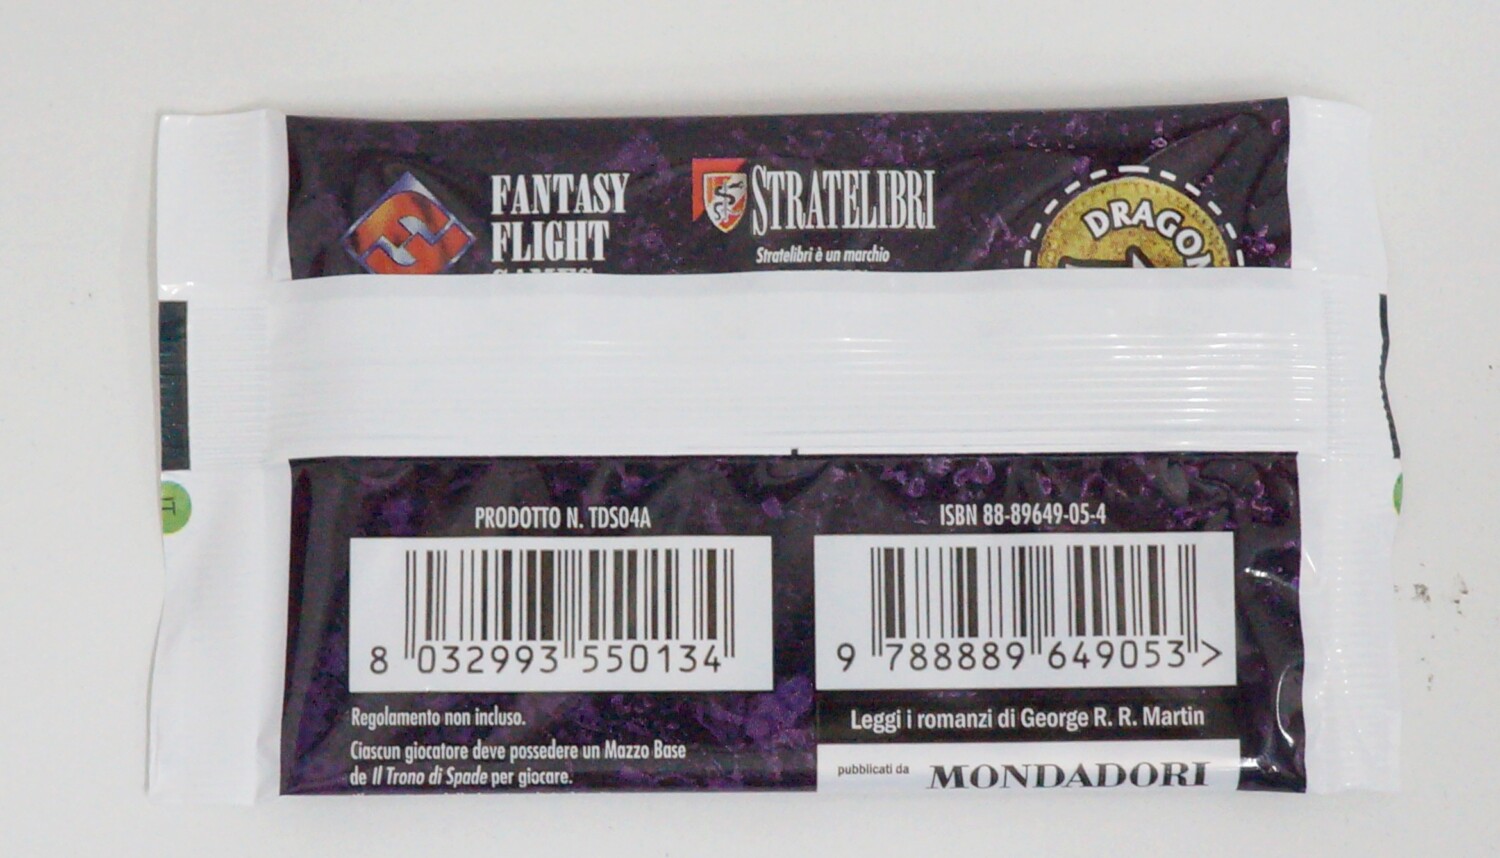 FANTASY
FLIGHT
GAMES
STRATELIBRI
Stratelibri è un marchio
DRAGON
IT
PRODOTTO N. TDS04A
8 032993 550134
ISBN 88-89649-05-4
9 788889 649053 >
Regolamento non incluso.
Ciascun giocatore deve possedere un Mazzo Base
de Il Trono di Spade per giocare.
Leggi i romanzi di George R. R. Martin
pubblicati da MONDADORI